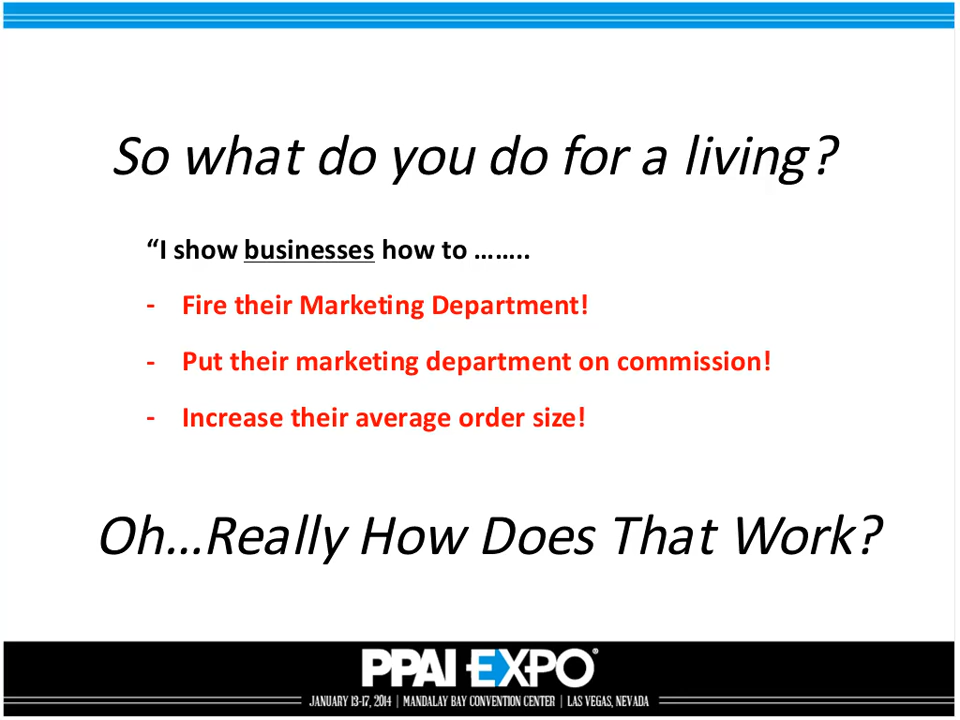 So what do you do for a living?
“I show businesses how to ……..
- Fire their Marketing Department!
- Put their marketing department on commission!
- Increase their average order size!
Oh…Really How Does That Work?
PPAI EXPO®
JANUARY 13-17, 2014 | MANDALAY BAY CONVENTION CENTER | LAS VEGAS, NEVADA